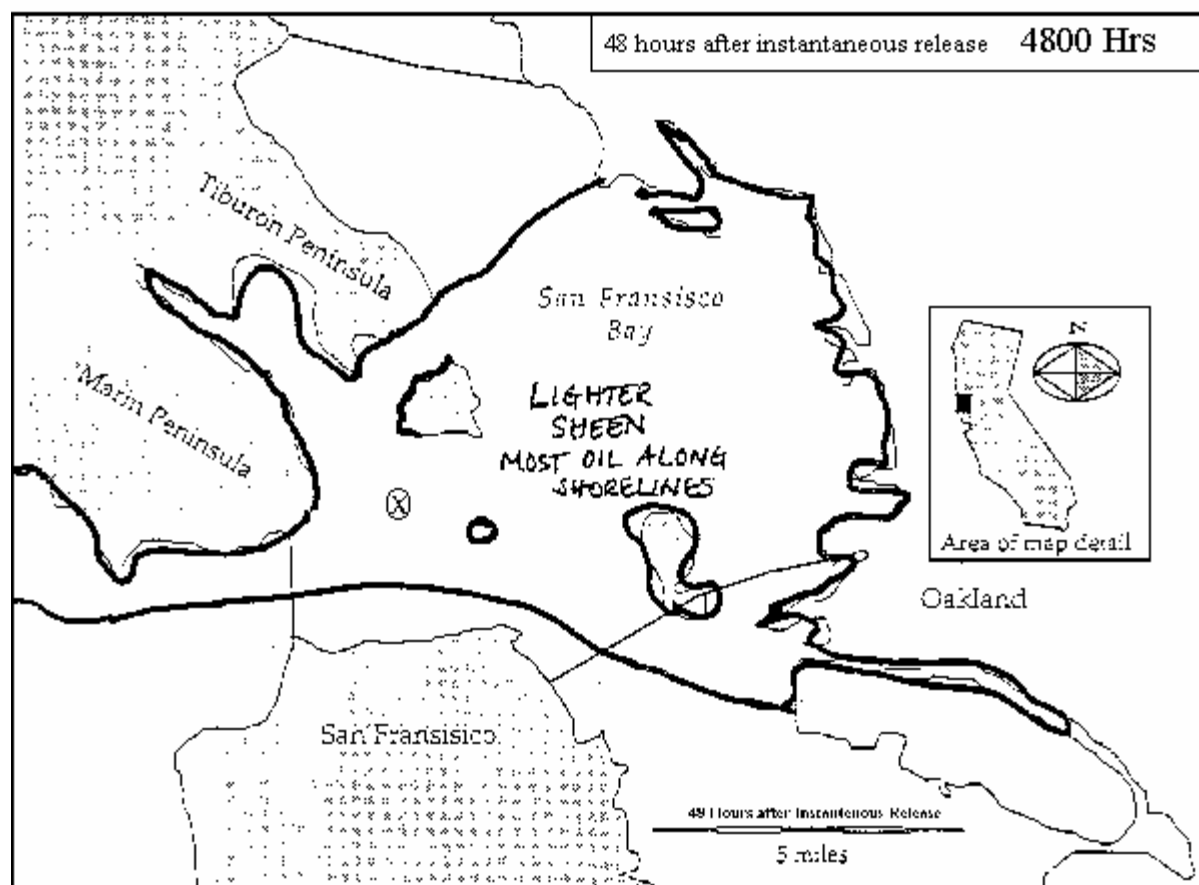 48 hours after instantaneous release 4800 Hrs
Tiburon Peninsula
San Fransisco
Bay
N
Marin Peninsula
LIGHTER
SHEEN
MOST OIL ALONG
SHORELINES
X
Area of map detail
Oakland
San Fransisico
48 Hours after Instantenous Release
5 miles